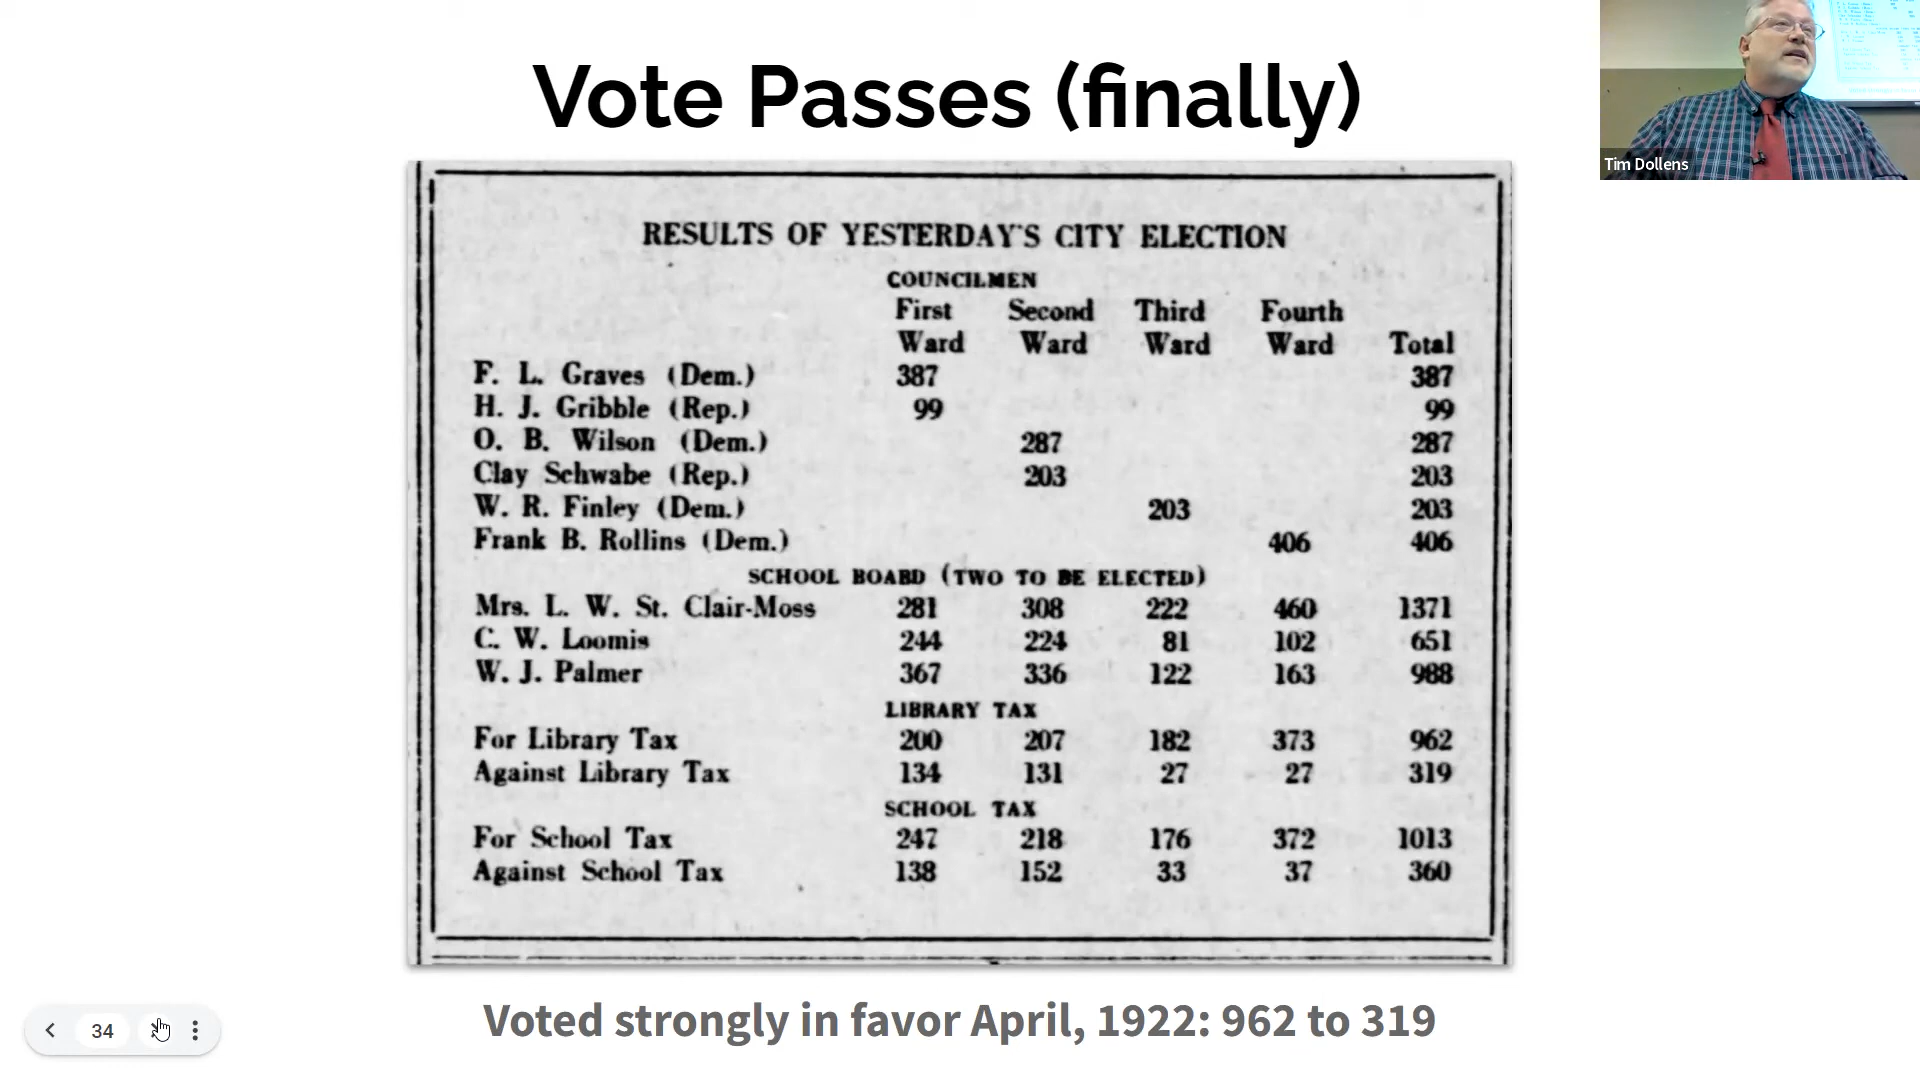 Vote Passes (finally)
Tim Dollens
RESULTS OF YESTERDAY'S CITY ELECTION
COUNCILMEN
First Second Third Fourth
Ward Ward Ward Ward Total
F. L. Graves (Dem.) 387 387
H. J. Gribble (Rep.) 99 99
O. B. Wilson (Dem.) 287 287
Clay Schwabe (Rep.) 203 203
W. R. Finley (Dem.) 203 203
Frank B. Rollins (Dem.) 406 406
SCHOOL BOARD (TWO TO BE ELECTED)
Mrs. L. W. St. Clair-Moss 281 308 222 460 1371
C. W. Loomis 244 224 81 102 651
W. J. Palmer 367 336 122 163 988
LIBRARY TAX
For Library Tax 200 207 182 373 962
Against Library Tax 134 131 27 27 319
SCHOOL TAX
For School Tax 247 218 176 372 1013
Against School Tax 138 152 33 37 360
Voted strongly in favor April, 1922: 962 to 319
34